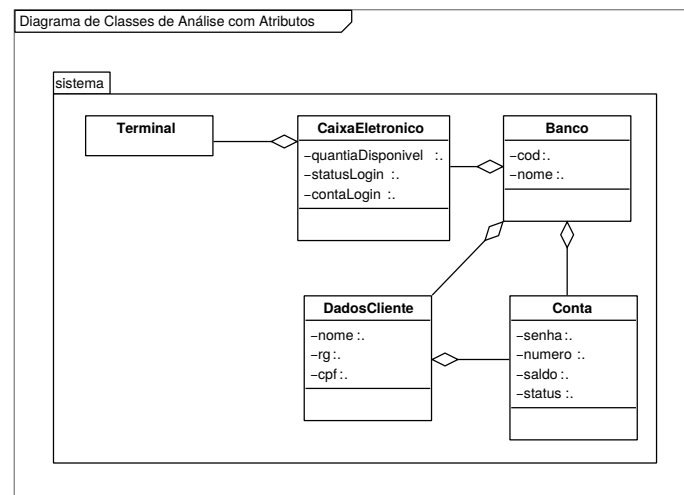 Diagrama de Classes de Análise com Atributos
sistema
Terminal
CaixaEletronico
–quantiaDisponivel :.
–statusLogin :.
–contaLogin :.
Banco
–cod:.
–nome :.
DadosCliente
–nome :.
–rg:.
–cpf:.
Conta
–senha:.
–numero :.
–saldo:.
–status :.